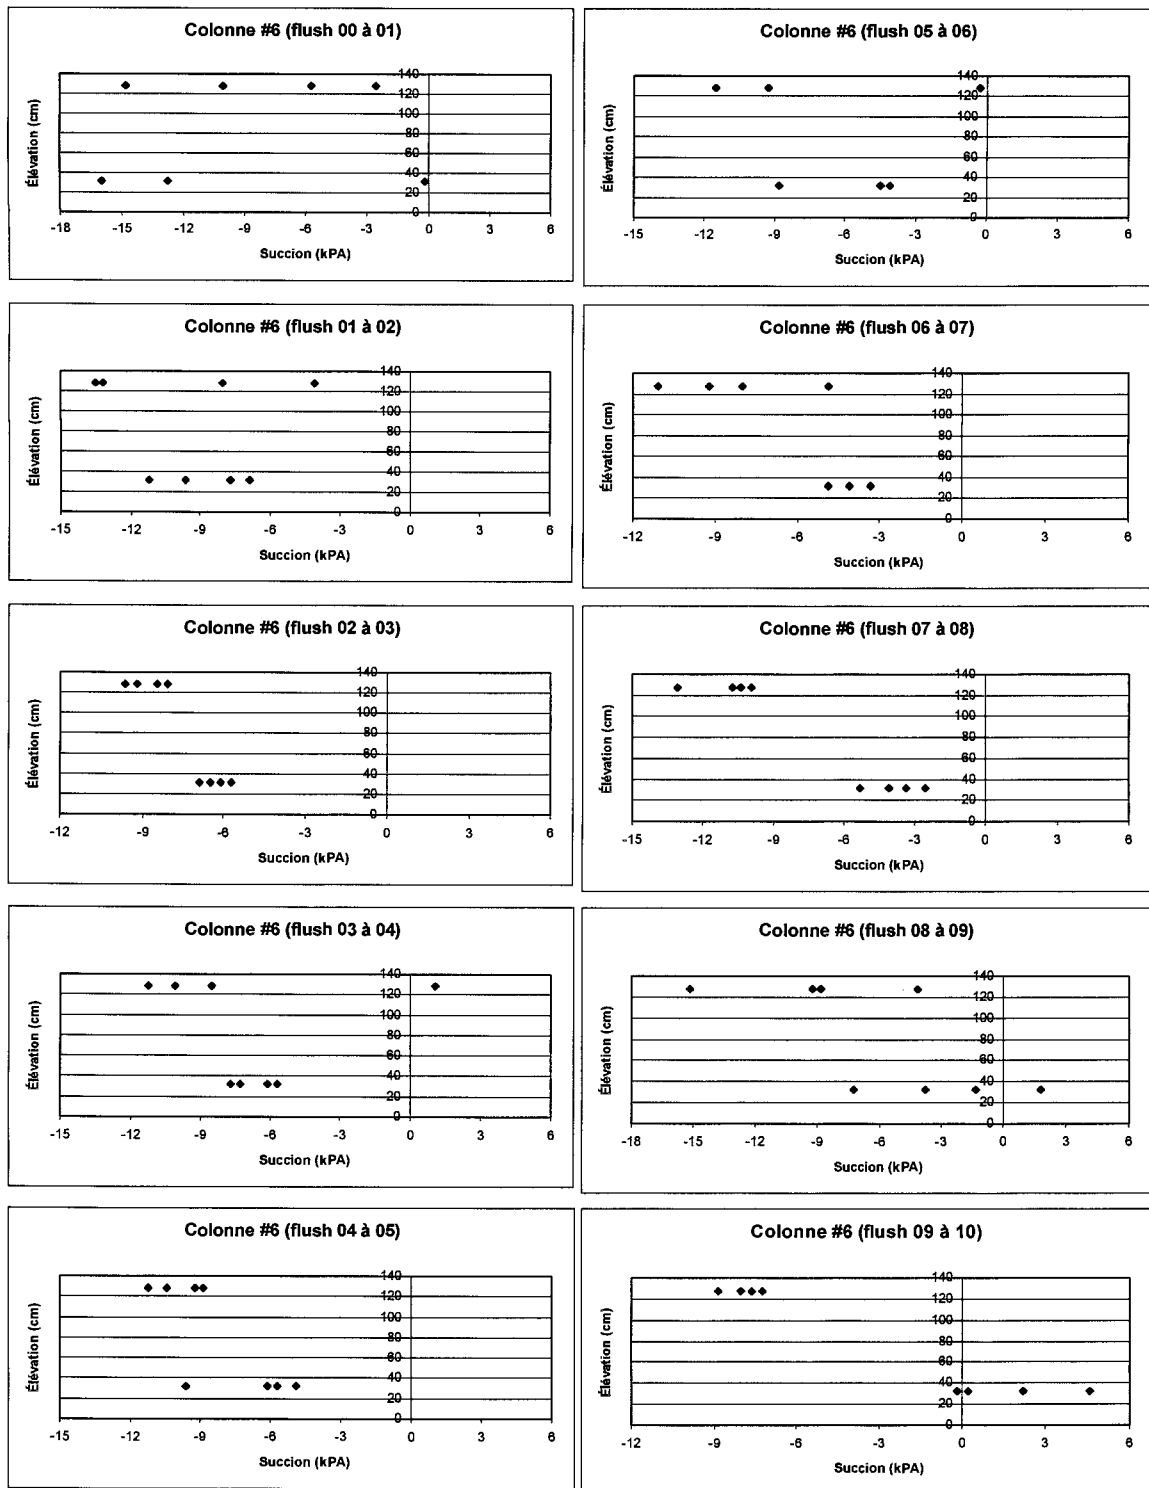 Colonne #6 (flush 00 à 01)
Élévation (cm)
140
120
100
80
60
40
20
0
-18 -15 -12 -9 -6 -3 0 3 6
Succion (kPA)
Colonne #6 (flush 01 à 02)
Élévation (cm)
140
120
100
80
60
40
20
0
-15 -12 -9 -6 -3 0 3 6
Succion (kPA)
Colonne #6 (flush 02 à 03)
Élévation (cm)
140
120
100
80
60
40
20
0
-12 -9 -6 -3 0 3 6
Succion (kPA)
Colonne #6 (flush 03 à 04)
Élévation (cm)
140
120
100
80
60
40
20
0
-15 -12 -9 -6 -3 0 3 6
Succion (kPA)
Colonne #6 (flush 04 à 05)
Élévation (cm)
140
120
100
80
60
40
20
0
-15 -12 -9 -6 -3 0 3 6
Succion (kPA)
Colonne #6 (flush 05 à 06)
Élévation (cm)
140
120
100
80
60
40
20
0
-15 -12 -9 -6 -3 0 3 6
Succion (kPA)
Colonne #6 (flush 06 à 07)
Élévation (cm)
140
120
100
80
60
40
20
0
-12 -9 -6 -3 0 3 6
Succion (kPA)
Colonne #6 (flush 07 à 08)
Élévation (cm)
140
120
100
80
60
40
20
0
-15 -12 -9 -6 -3 0 3 6
Succion (kPA)
Colonne #6 (flush 08 à 09)
Élévation (cm)
140
120
100
80
60
40
20
0
-18 -15 -12 -9 -6 -3 0 3 6
Succion (kPA)
Colonne #6 (flush 09 à 10)
Élévation (cm)
140
120
100
80
60
40
20
0
-12 -9 -6 -3 0 3 6
Succion (kPA)